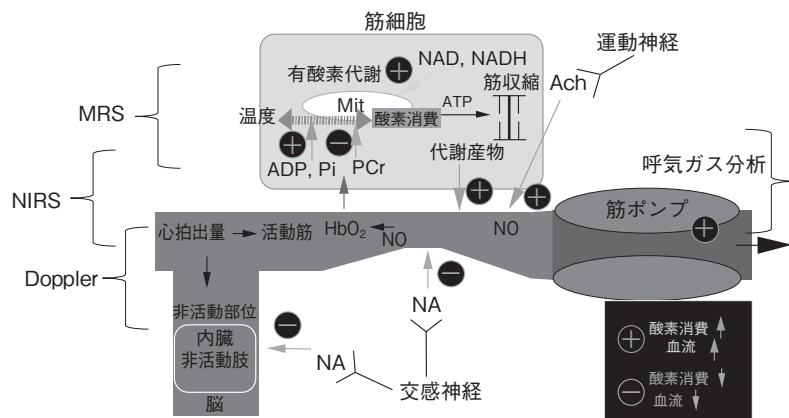 筋細胞
運動神経
NAD, NADH
有酸素代謝
筋収縮
Mit
ATP
Ach
MRS
温度
酸素消費
代謝産物
ADP, Pi
PCr
呼気ガス分析
NIRS
筋ポンプ
心拍出量
活動筋
HbO₂
NO
NO
Doppler
非活動部位
NA
内臓
非活動肢
NA
交感神経
脳
酸素消費
血流
酸素消費
血流